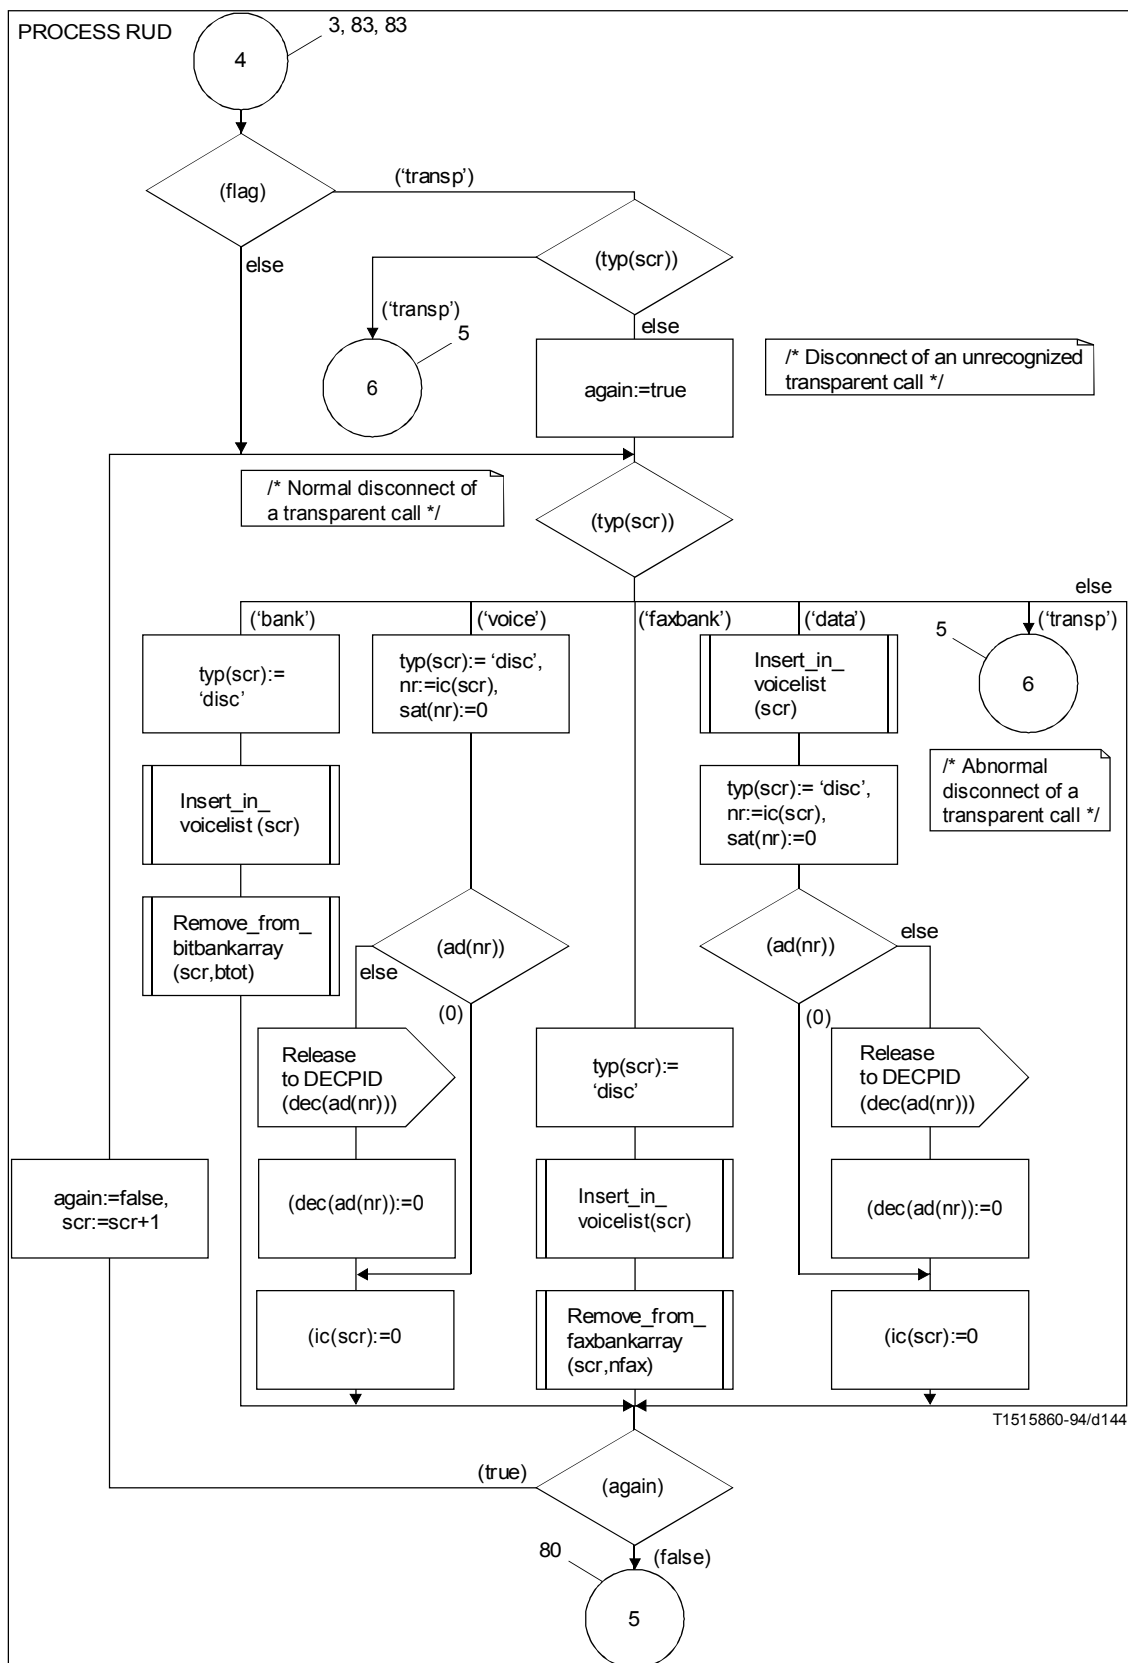 PROCESS RUD
3, 83, 83
4
(flag)
(‘transp’)
else
(typ(scr))
(‘transp’)
else
5
6
again:=true
/* Disconnect of an unrecognized
transparent call */
/* Normal disconnect of
a transparent call */
(typ(scr))
else
(‘bank’)
(‘voice’)
(‘faxbank’)
(‘data’)
(‘transp’)
typ(scr):=
‘disc’
typ(scr):= ‘disc’,
nr:=ic(scr),
sat(nr):=0
Insert_in_
voicelist
(scr)
5
6
Insert_in_
voicelist (scr)
typ(scr):= ‘disc’,
nr:=ic(scr),
sat(nr):=0
/* Abnormal
disconnect of a
transparent call */
Remove_from_
bitbankarray
(scr,btot)
(ad(nr))
else
(0)
(ad(nr))
else
(0)
Release
to DECPID
(dec(ad(nr)))
typ(scr):=
‘disc’
Release
to DECPID
(dec(ad(nr)))
again:=false,
scr:=scr+1
(dec(ad(nr)):=0
Insert_in_
voicelist(scr)
(dec(ad(nr)):=0
(ic(scr):=0
Remove_from_
faxbankarray
(scr,nfax)
(ic(scr):=0
T1515860-94/d144
(true)
(again)
80
(false)
5